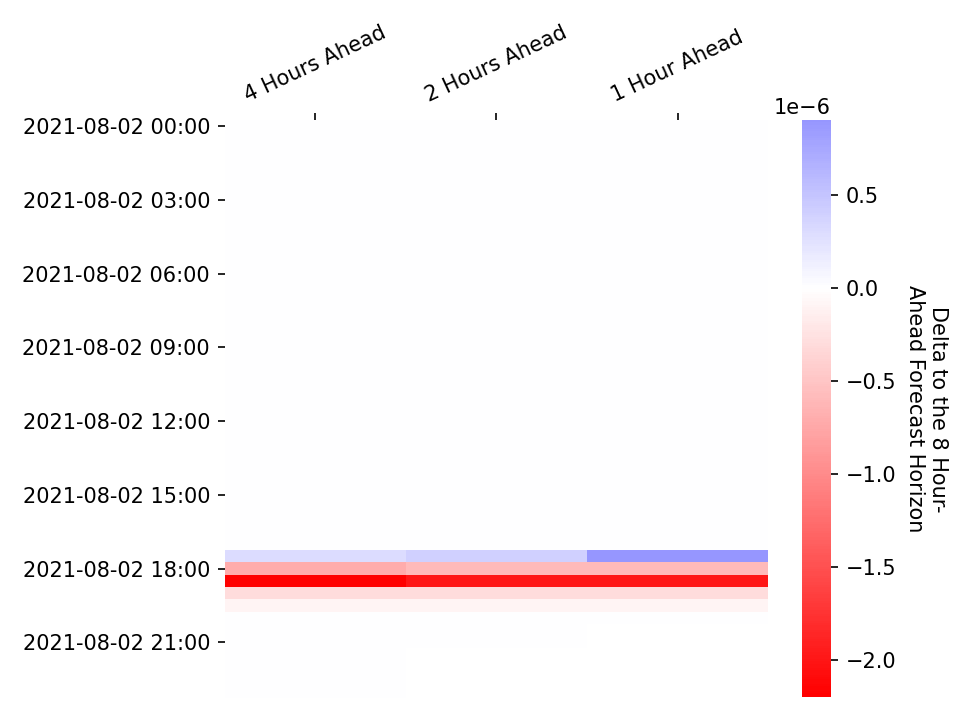 4 Hours Ahead
2 Hours Ahead
1 Hour Ahead
1e−6
2021-08-02 00:00
2021-08-02 03:00
2021-08-02 06:00
2021-08-02 09:00
2021-08-02 12:00
2021-08-02 15:00
2021-08-02 18:00
2021-08-02 21:00
0.5
0.0
−0.5
−1.0
−1.5
−2.0
Delta to the 8 Hour-
Ahead Forecast Horizon